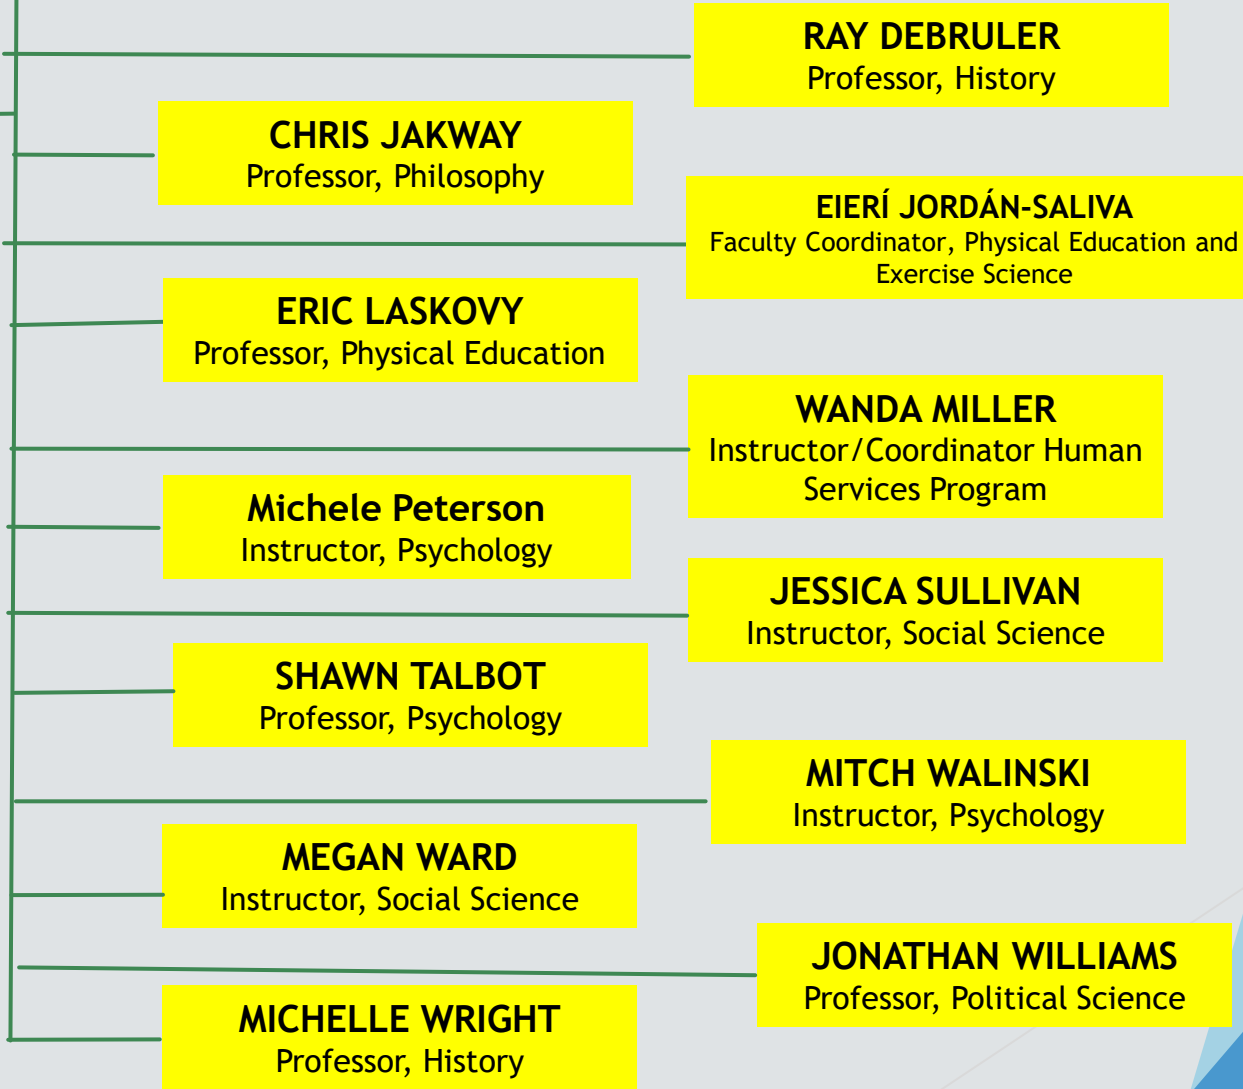 RAY DEBRULER
Professor, History
CHRIS JAKWAY
Professor, Philosophy
EIERÍ JORDÁN-SALIVA
Faculty Coordinator, Physical Education and
Exercise Science
ERIC LASKOVY
Professor, Physical Education
WANDA MILLER
Instructor/Coordinator Human
Services Program
Michele Peterson
Instructor, Psychology
JESSICA SULLIVAN
Instructor, Social Science
SHAWN TALBOT
Professor, Psychology
MITCH WALINSKI
Instructor, Psychology
MEGAN WARD
Instructor, Social Science
JONATHAN WILLIAMS
Professor, Political Science
MICHELLE WRIGHT
Professor, History